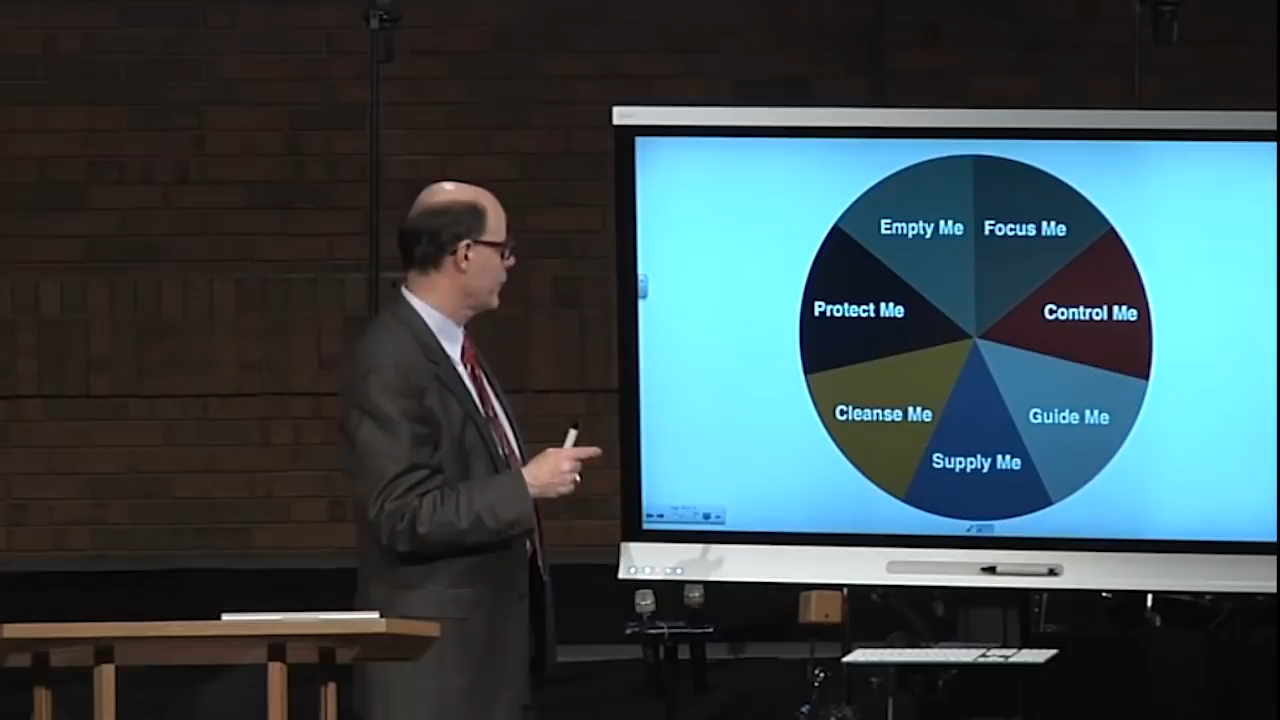 Empty Me
Focus Me
Protect Me
Control Me
Cleanse Me
Guide Me
Supply Me